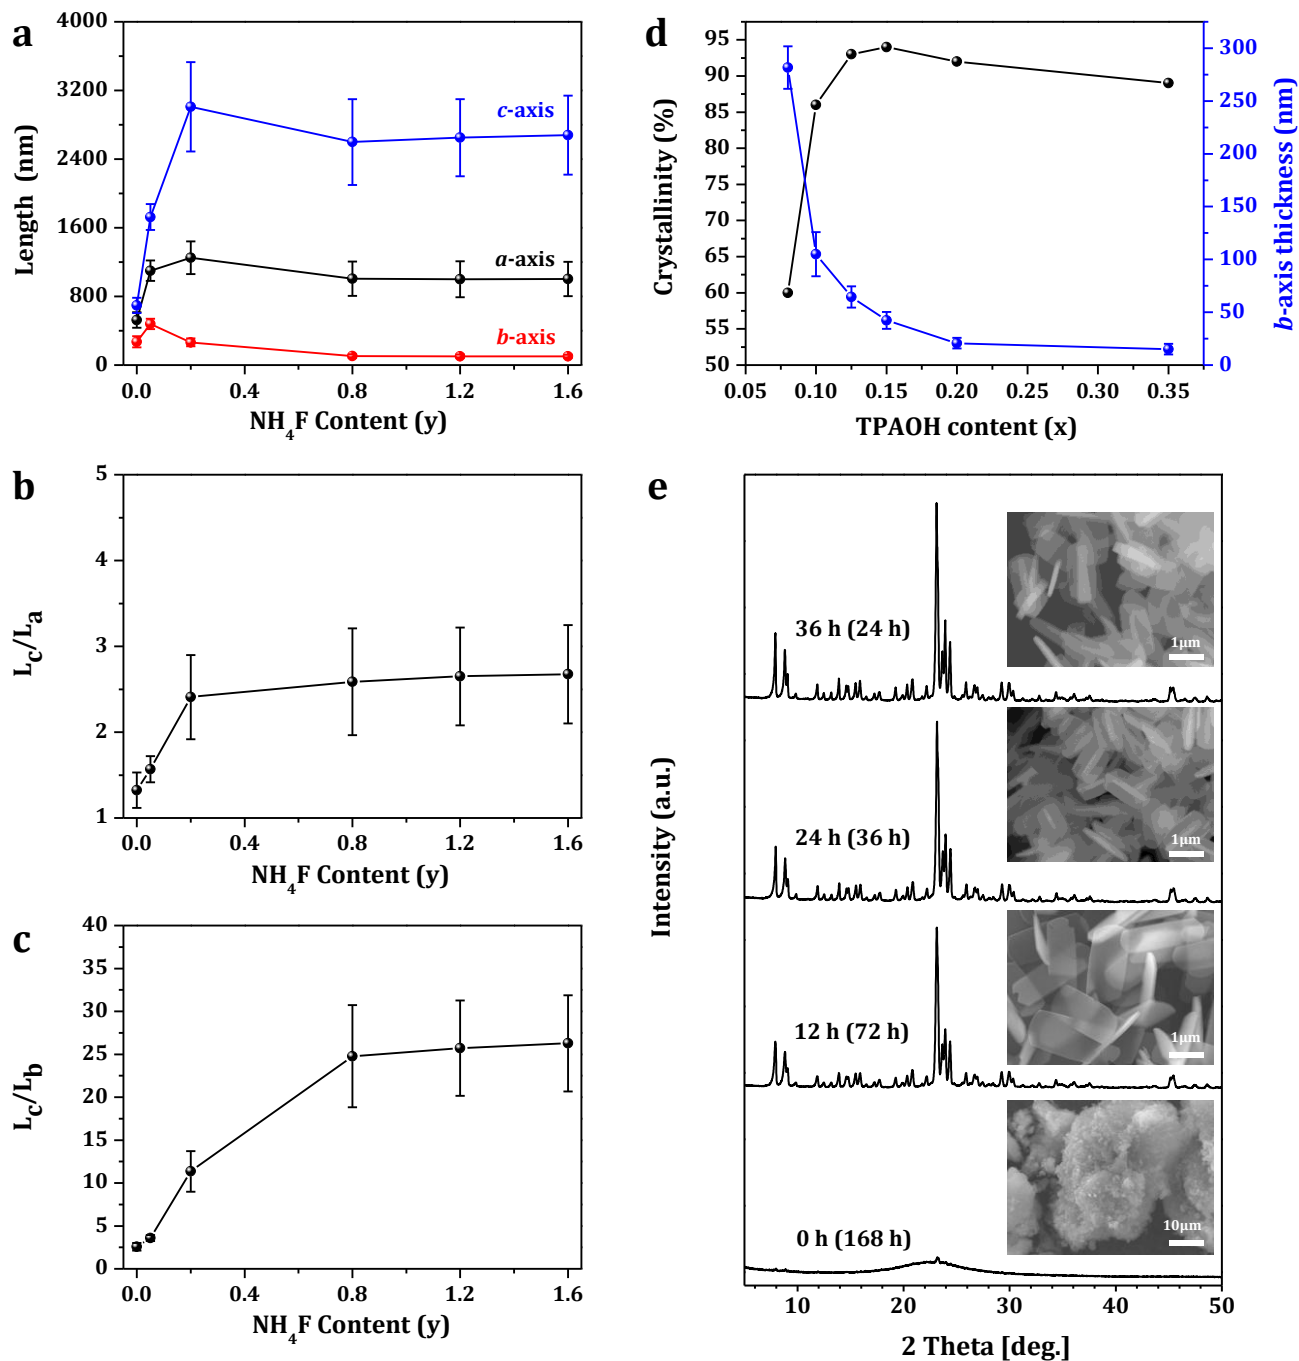 a
4000
3200
2400
1600
800
0
Length (nm)
c-axis
a-axis
b-axis
0.0 0.4 0.8 1.2 1.6
NH4F Content (y)
b
5
4
3
2
1
Lc/La
0.0 0.4 0.8 1.2 1.6
NH4F Content (y)
c
40
35
30
25
20
15
10
5
0
Lc/Lb
0.0 0.4 0.8 1.2 1.6
NH4F Content (y)
d
95
90
85
80
75
70
65
60
55
50
Crystallinity (%)
300
250
200
150
100
50
0
b-axis thickness (nm)
0.05 0.10 0.15 0.20 0.25 0.30 0.35
TPAOH content (x)
e
Intensity (a.u.)
36 h (24 h)
1μm
24 h (36 h)
1μm
12 h (72 h)
1μm
0 h (168 h)
10μm
10 20 30 40 50
2 Theta [deg.]